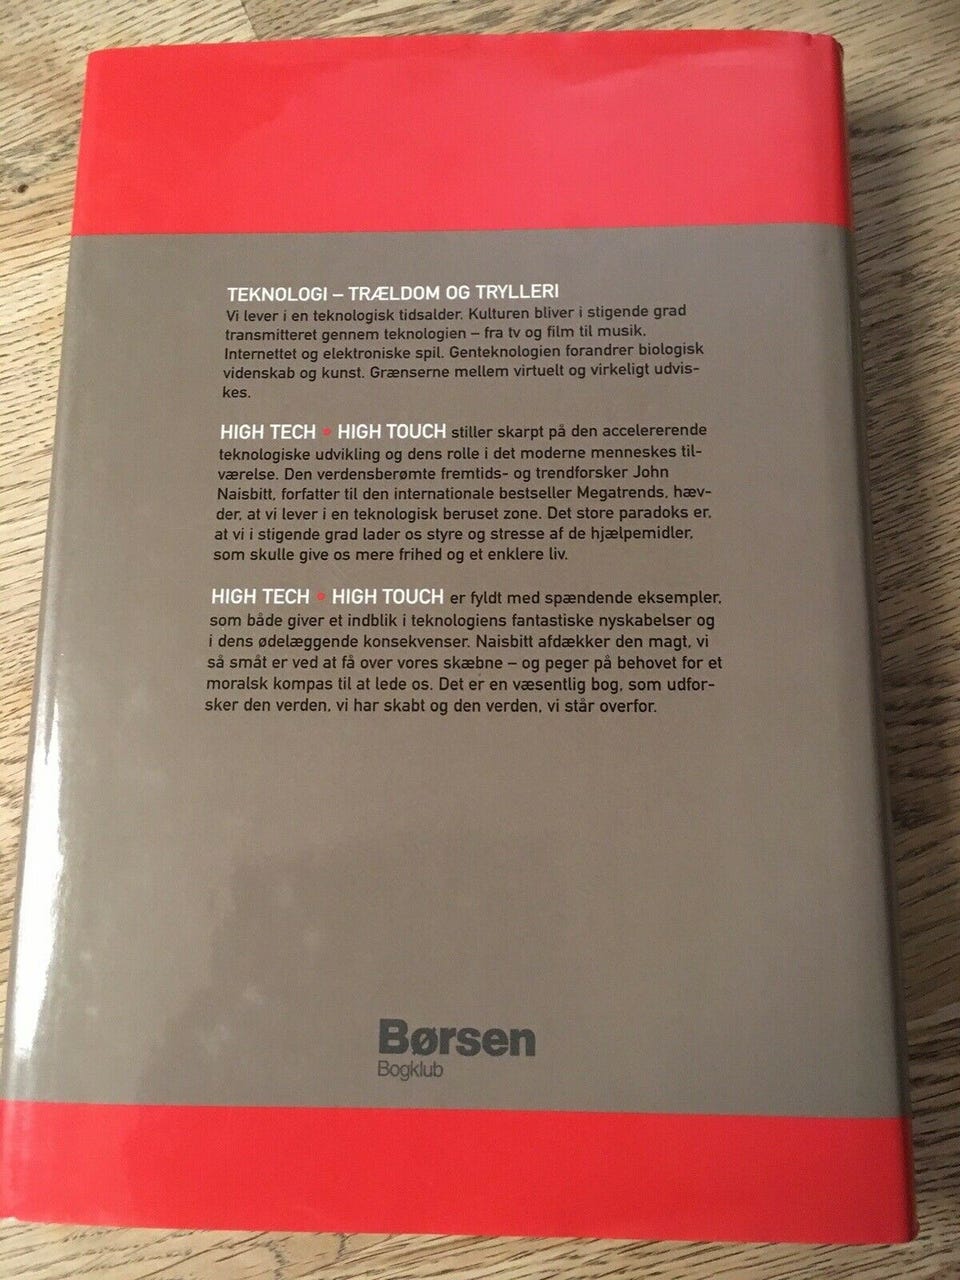 TEKNOLOGI – TRÆLDOM OG TRYLLERI
Vi lever i en teknologisk tidsalder. Kulturen bliver i stigende grad
transmitteret gennem teknologien – fra tv og film til musik.
Internettet og elektroniske spil. Genteknologien forandrer biologisk
videnskab og kunst. Grænserne mellem virtuelt og virkeligt udvis-
kes.
HIGH TECH • HIGH TOUCH stiller skarpt på den accelererende
teknologiske udvikling og dens rolle i det moderne menneskes til-
værelse. Den verdensberømte fremtids- og trendforsker John
Naisbitt, forfatter til den internationale bestseller Megatrends, hæv-
der, at vi lever i en teknologisk beruset zone. Det store paradoks er,
at vi i stigende grad lader os styre og stresse af de hjælpemidler,
som skulle give os mere frihed og et enklere liv.
HIGH TECH • HIGH TOUCH er fyldt med spændende eksempler,
som både giver et indblik i teknologiens fantastiske nyskabelser og
i dens ødelæggende konsekvenser. Naisbitt afdækker den magt, vi
så småt er ved at få over vores skæbne – og peger på behovet for et
moralsk kompas til at lede os. Det er en væsentlig bog, som udfor-
sker den verden, vi har skabt og den verden, vi står overfor.
Børsen
Bogklub